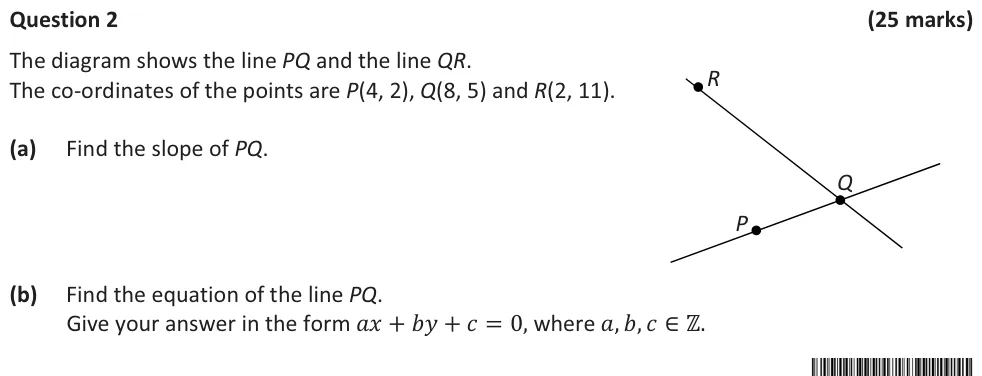 Question 2 (25 marks)
The diagram shows the line PQ and the line QR.
The co-ordinates of the points are P(4, 2), Q(8, 5) and R(2, 11).
R
(a) Find the slope of PQ.
Q
P
(b) Find the equation of the line PQ.
Give your answer in the form ax + by + c = 0, where a, b, c ∈ ℤ.